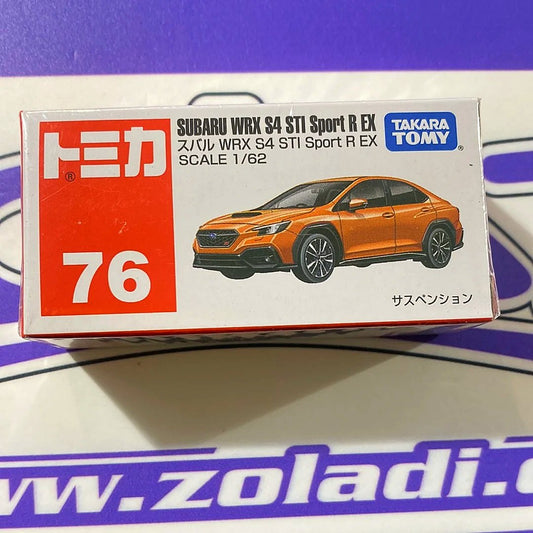 トミカ
®
76
SUBARU WRX S4 STI Sport R EX
スバル WRX S4 STI Sport R EX
SCALE 1/62
TAKARA
TOMY
サスペンション
www.zoladi.c